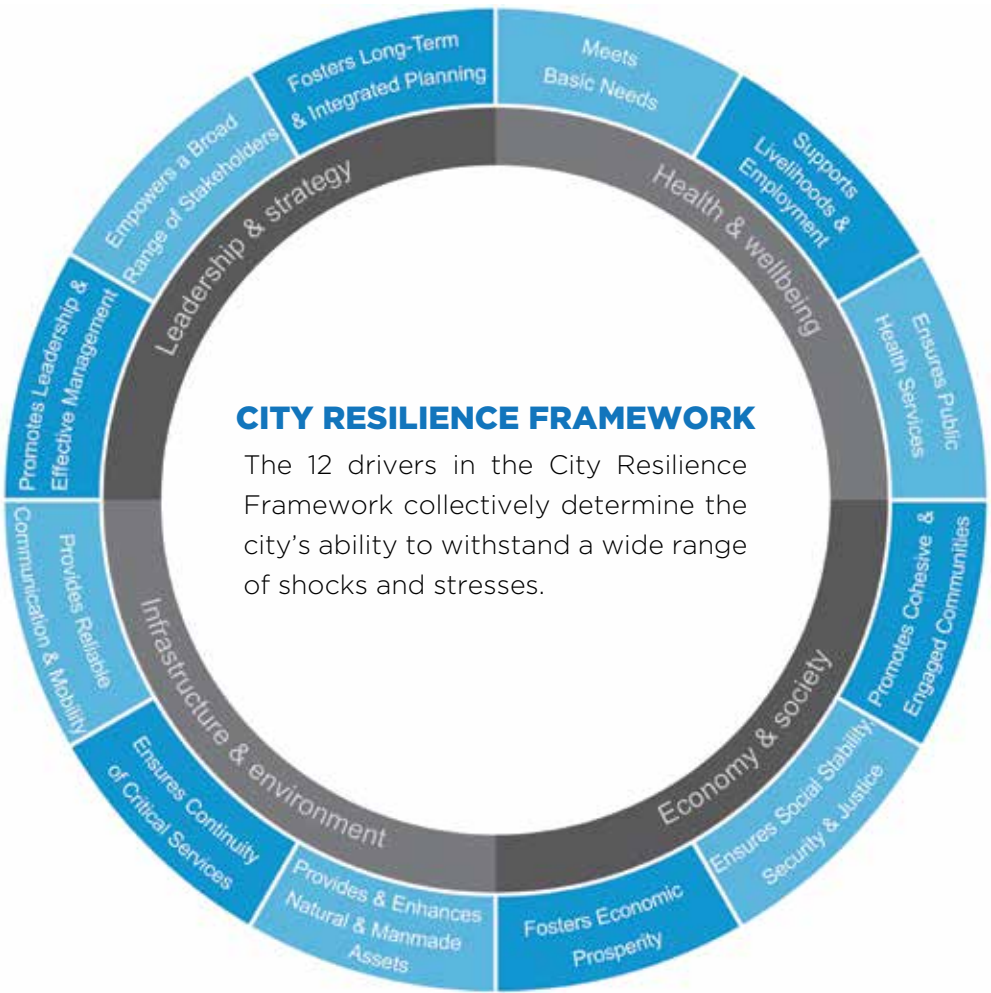 Meets
Basic Needs
Supports
Livelihoods &
Employment
Ensures Public
Health Services
Promotes Cohesive &
Engaged Communities
Ensures Social Stability,
Security & Justice
Fosters Economic
Prosperity
Provides & Enhances
Natural & Manmade
Assets
Ensures Continuity
of Critical Services
Provides Reliable
Communication & Mobility
Promotes Leadership &
Effective Management
Empowers a Broad
Range of Stakeholders
Fosters Long-Term
& Integrated Planning
Health & wellbeing
Economy & society
Infrastructure & environment
Leadership & strategy
CITY RESILIENCE FRAMEWORK
The 12 drivers in the City Resilience
Framework collectively determine the
city’s ability to withstand a wide range
of shocks and stresses.